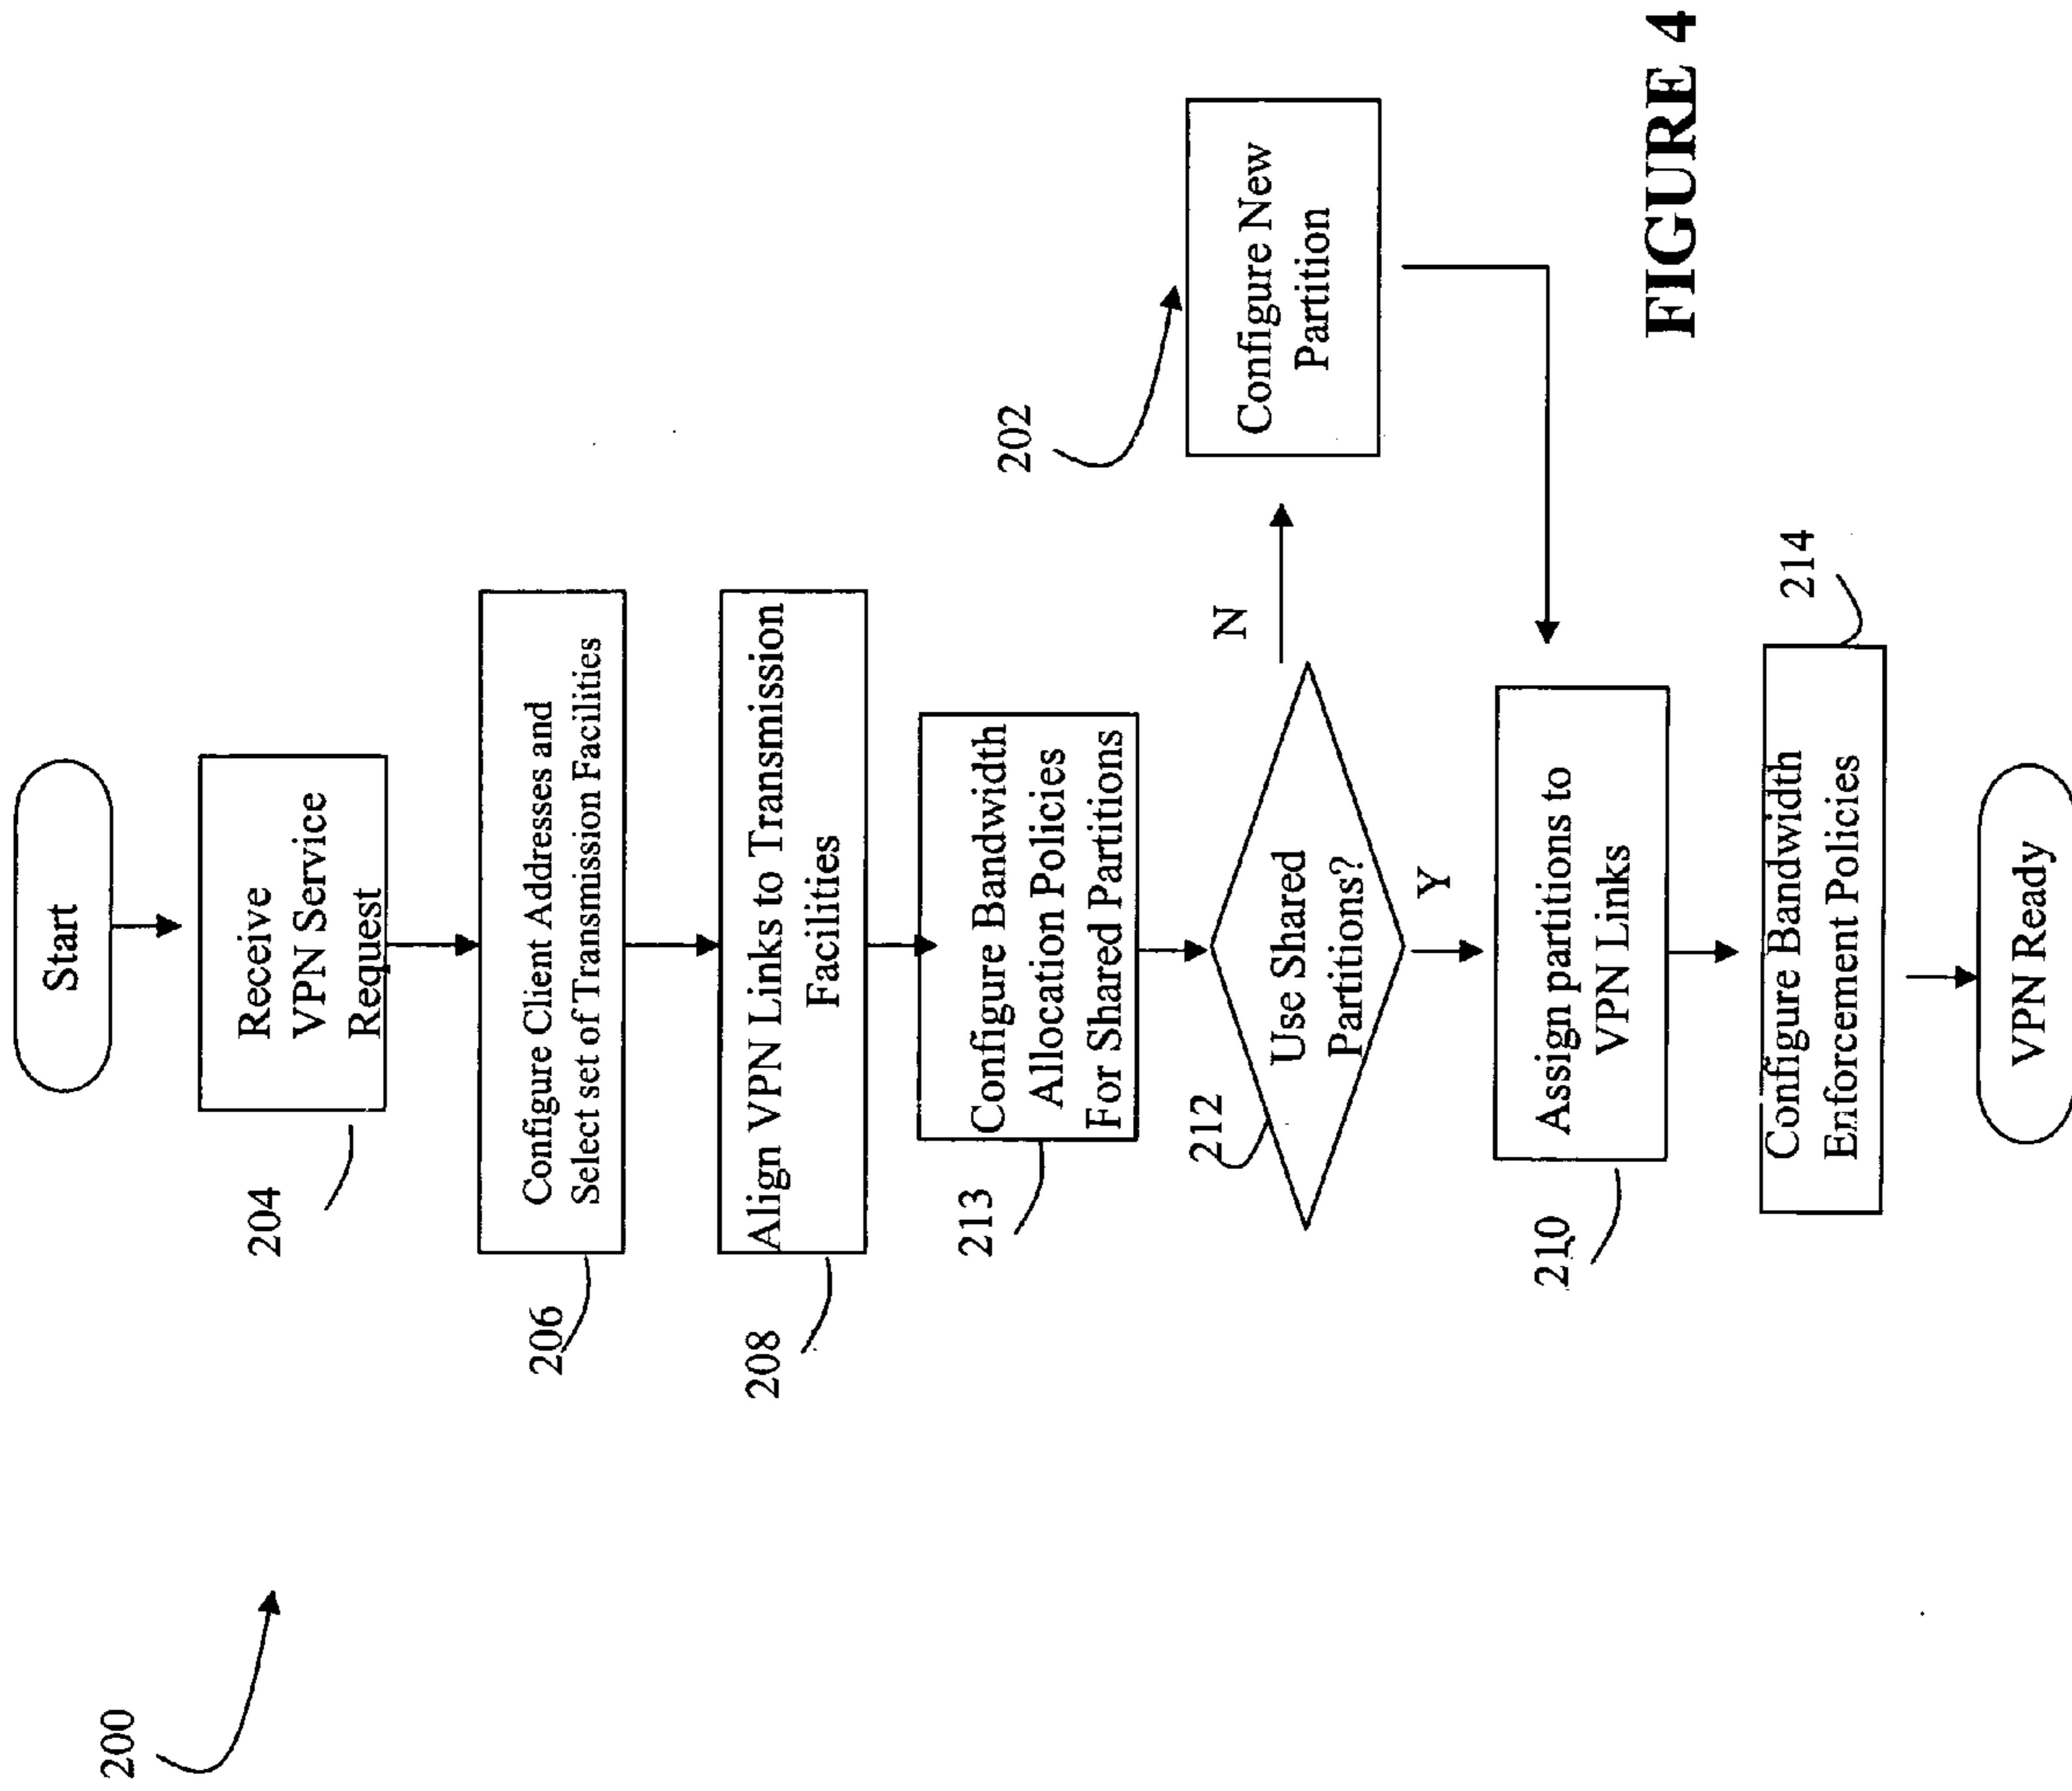 200
Start
204
Receive
VPN Service
Request
206
Configure Client Addresses and
Select set of Transmission Facilities
208
Align VPN Links to Transmission
Facilities
213
Configure Bandwidth
Allocation Policies
For Shared Partitions
212
Use Shared
Partitions?
N
202
Configure New
Partition
Y
210
Assign partitions to
VPN Links
214
Configure Bandwidth
Enforcement Policies
VPN Ready
FIGURE 4